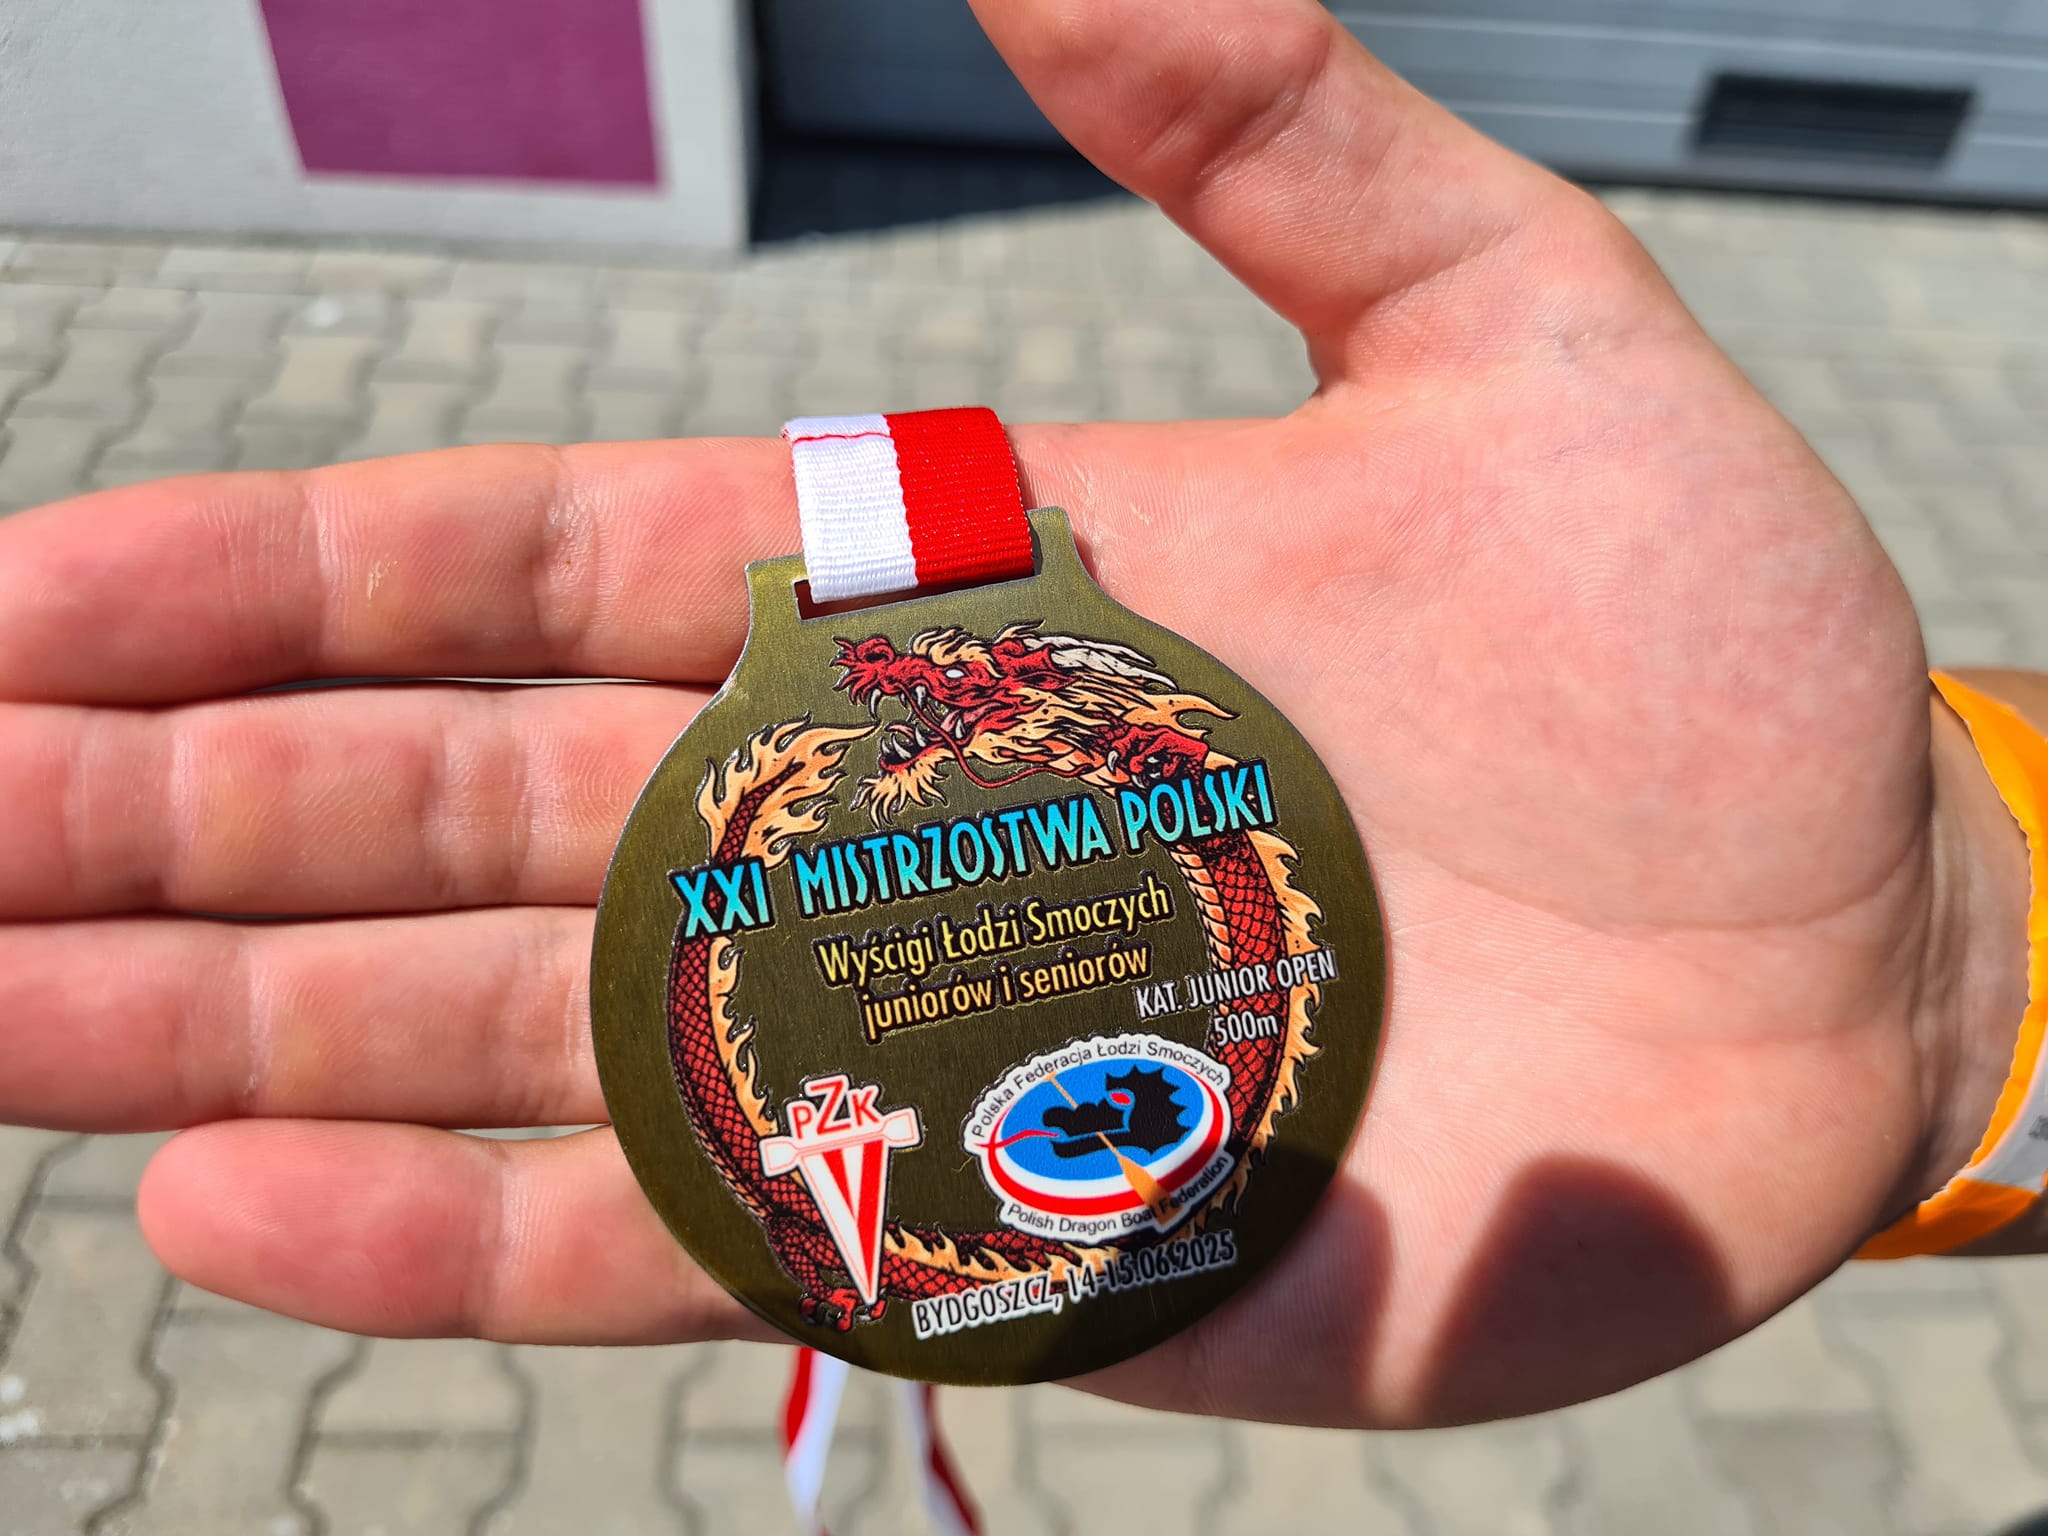 XXI MISTRZOSTWA POLSKI
Wyścigi Łodzi Smoczych
juniorów i seniorów
KAT. JUNIOR OPEN
500m
PZK
Polska Federacja Łodzi Smoczych
Polish Dragon Boat Federation
BYDGOSZCZ, 14-15.06.2025